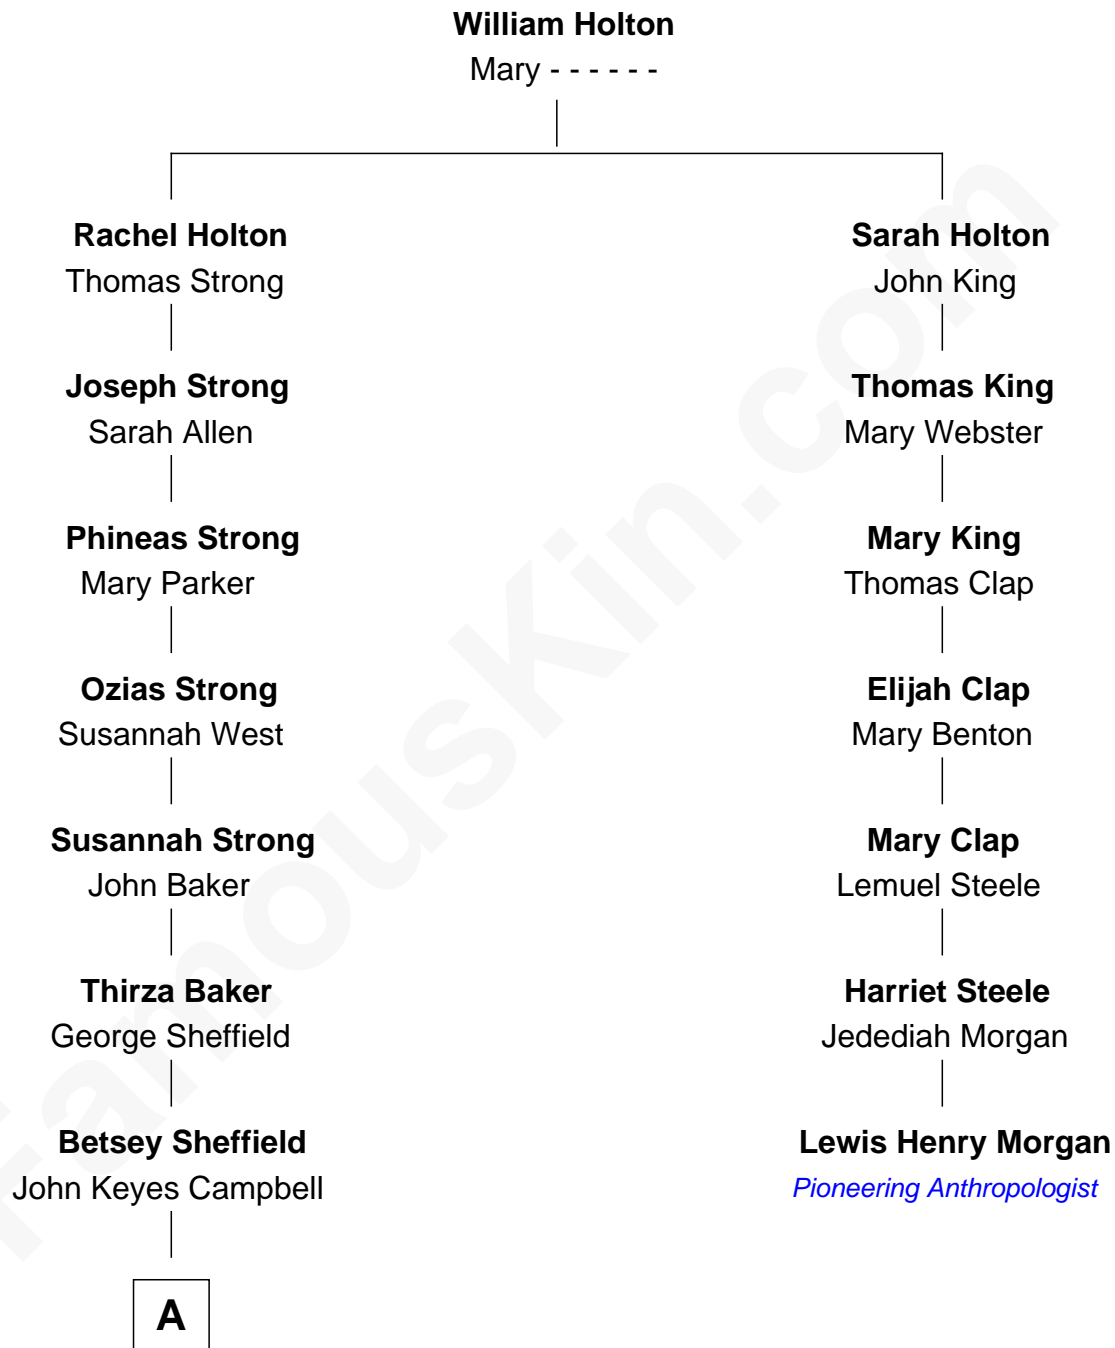 William Holton
Mary - - - - - -
Rachel Holton
Thomas Strong
Sarah Holton
John King
Joseph Strong
Sarah Allen
Thomas King
Mary Webster
Phineas Strong
Mary Parker
Mary King
Thomas Clap
Ozias Strong
Susannah West
Elijah Clap
Mary Benton
Susannah Strong
John Baker
Mary Clap
Lemuel Steele
Thirza Baker
George Sheffield
Harriet Steele
Jedediah Morgan
Betsey Sheffield
John Keyes Campbell
Lewis Henry Morgan
Pioneering Anthropologist
A
FamousKin.com